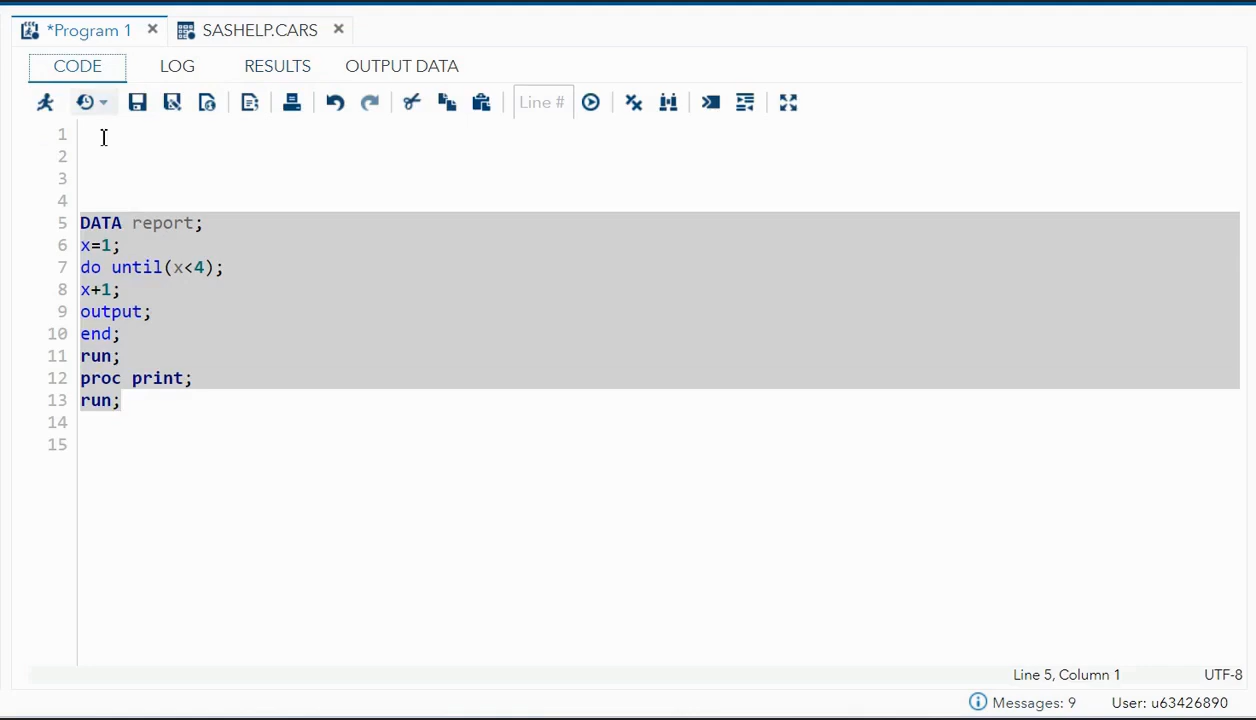 *Program 1 SASHELP.CARS
CODE LOG RESULTS OUTPUT DATA
Line #
1
2
3
4
5 DATA report;
6 x=1;
7 do until(x<4);
8 x+1;
9 output;
10 end;
11 run;
12 proc print;
13 run;
14
15
Line 5, Column 1 UTF-8
Messages: 9 User: u63426890